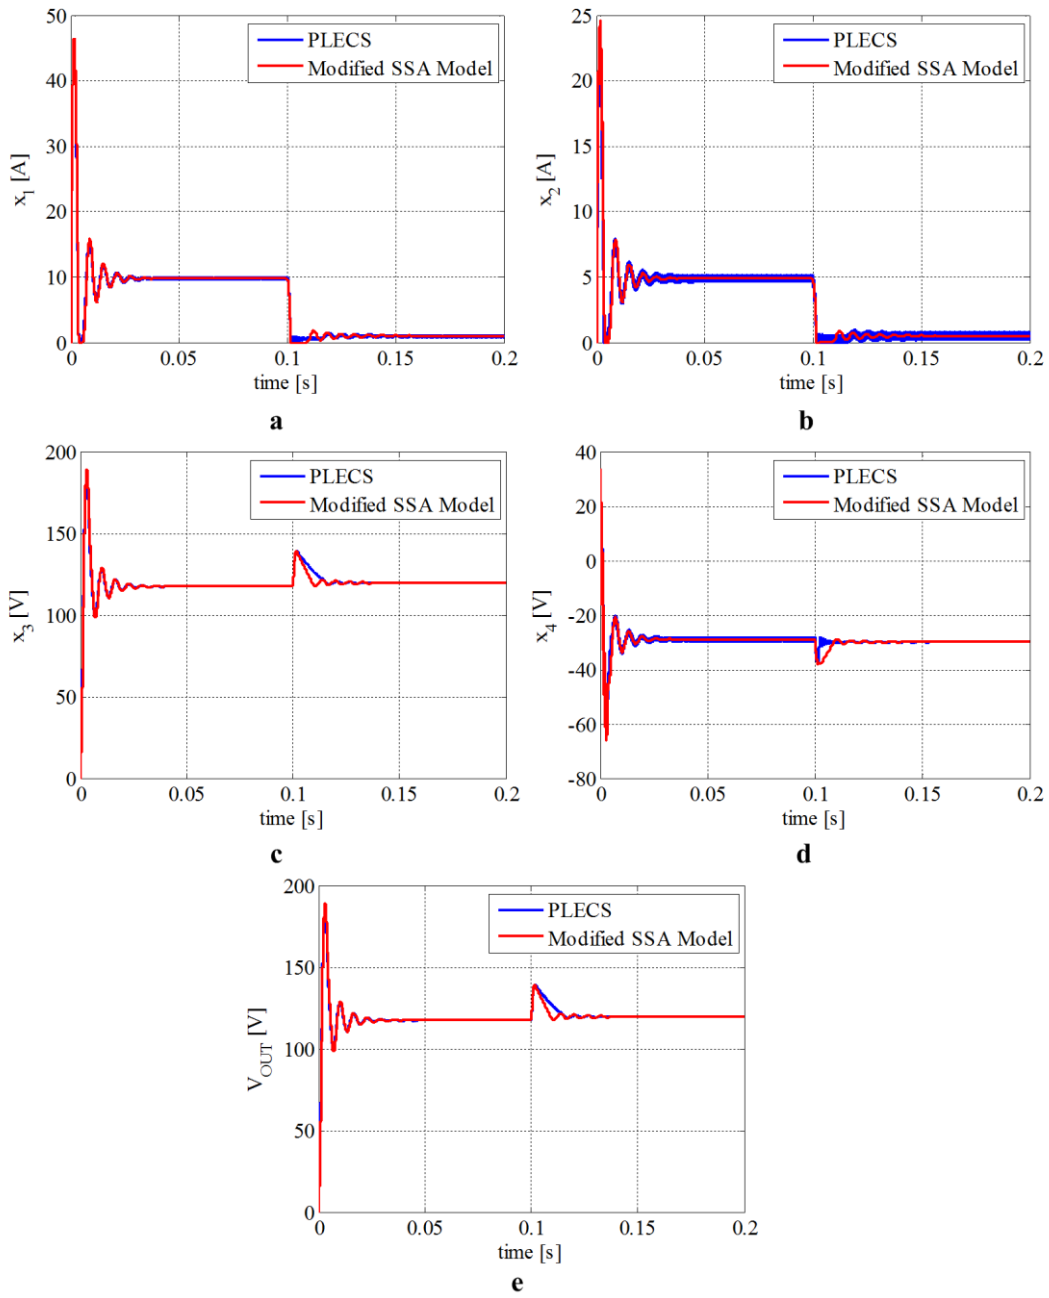 50
40
30
20
10
0
x1 [A]
PLECS
Modified SSA Model
0
0.05
0.1
0.15
0.2
time [s]
a
25
20
15
10
5
0
x2 [A]
PLECS
Modified SSA Model
0
0.05
0.1
0.15
0.2
time [s]
b
200
150
100
50
0
x3 [V]
PLECS
Modified SSA Model
0
0.05
0.1
0.15
0.2
time [s]
c
40
20
0
-20
-40
-60
-80
x4 [V]
PLECS
Modified SSA Model
0
0.05
0.1
0.15
0.2
time [s]
d
200
150
100
50
0
VOUT [V]
PLECS
Modified SSA Model
0
0.05
0.1
0.15
0.2
time [s]
e